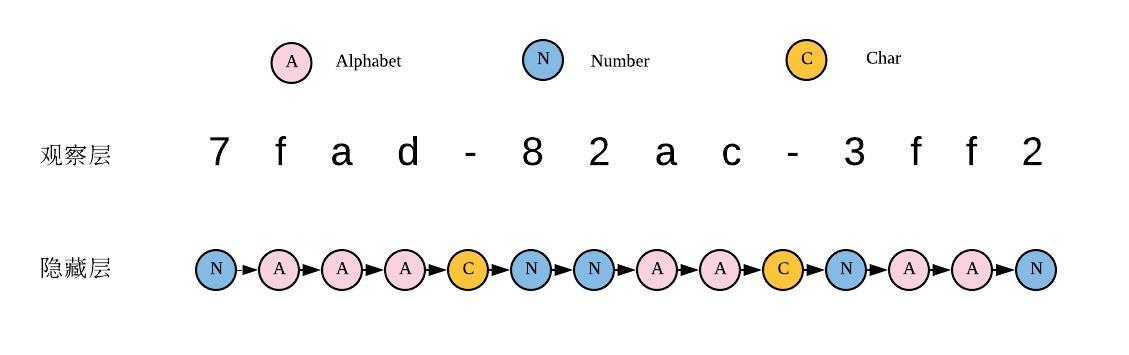 A Alphabet N Number C Char
观察层 7 f a d - 8 2 a c - 3 f f 2
隐藏层 N A A A C N N A A C N A A N